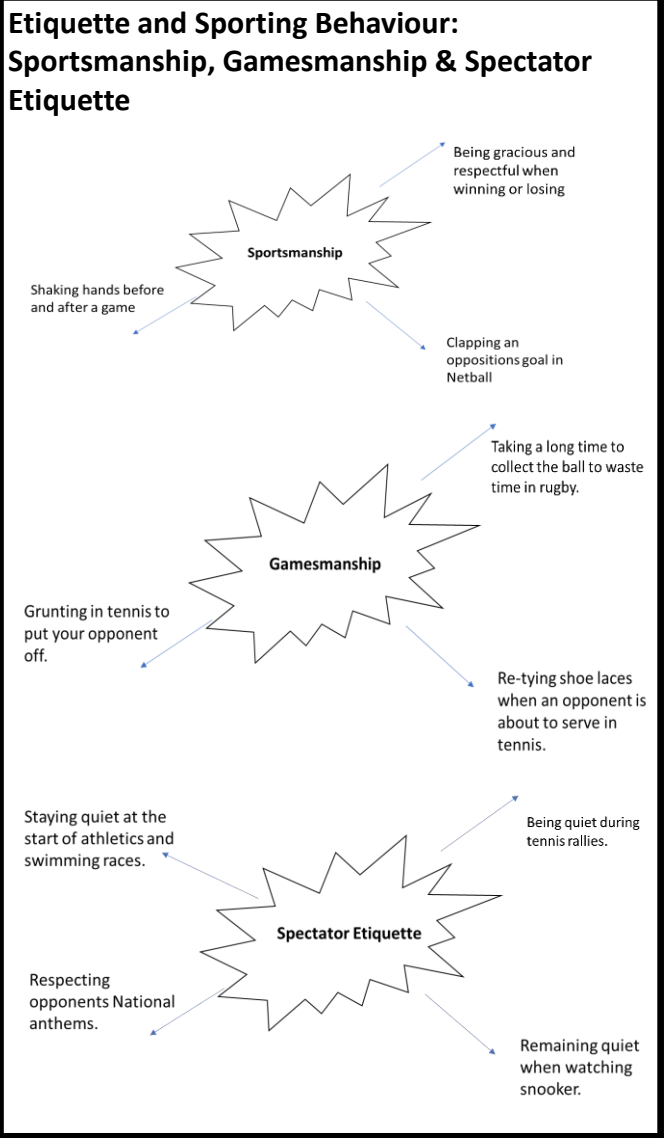 Etiquette and Sporting Behaviour:
Sportsmanship, Gamesmanship & Spectator
Etiquette
Being gracious and
respectful when
winning or losing
Sportsmanship
Shaking hands before
and after a game
Clapping an
oppositions goal in
Netball
Taking a long time to
collect the ball to waste
time in rugby.
Gamesmanship
Grunting in tennis to
put your opponent
off.
Re-tying shoe laces
when an opponent is
about to serve in
tennis.
Staying quiet at the
start of athletics and
swimming races.
Being quiet during
tennis rallies.
Spectator Etiquette
Respecting
opponents National
anthems.
Remaining quiet
when watching
snooker.